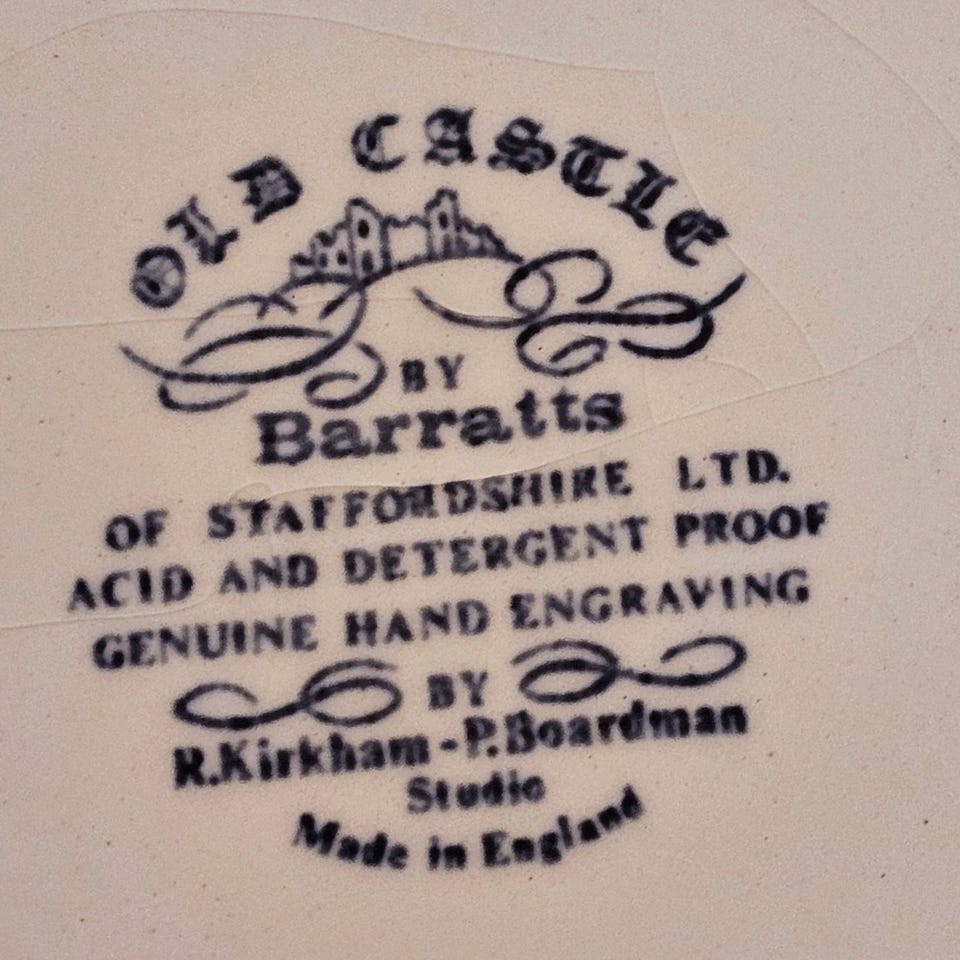 OLD CASTLE
BY
Barratts
OF STAFFORDSHIRE LTD.
ACID AND DETERGENT PROOF
GENUINE HAND ENGRAVING
BY
R.Kirkham-P.Boardman
Studio
Made in England